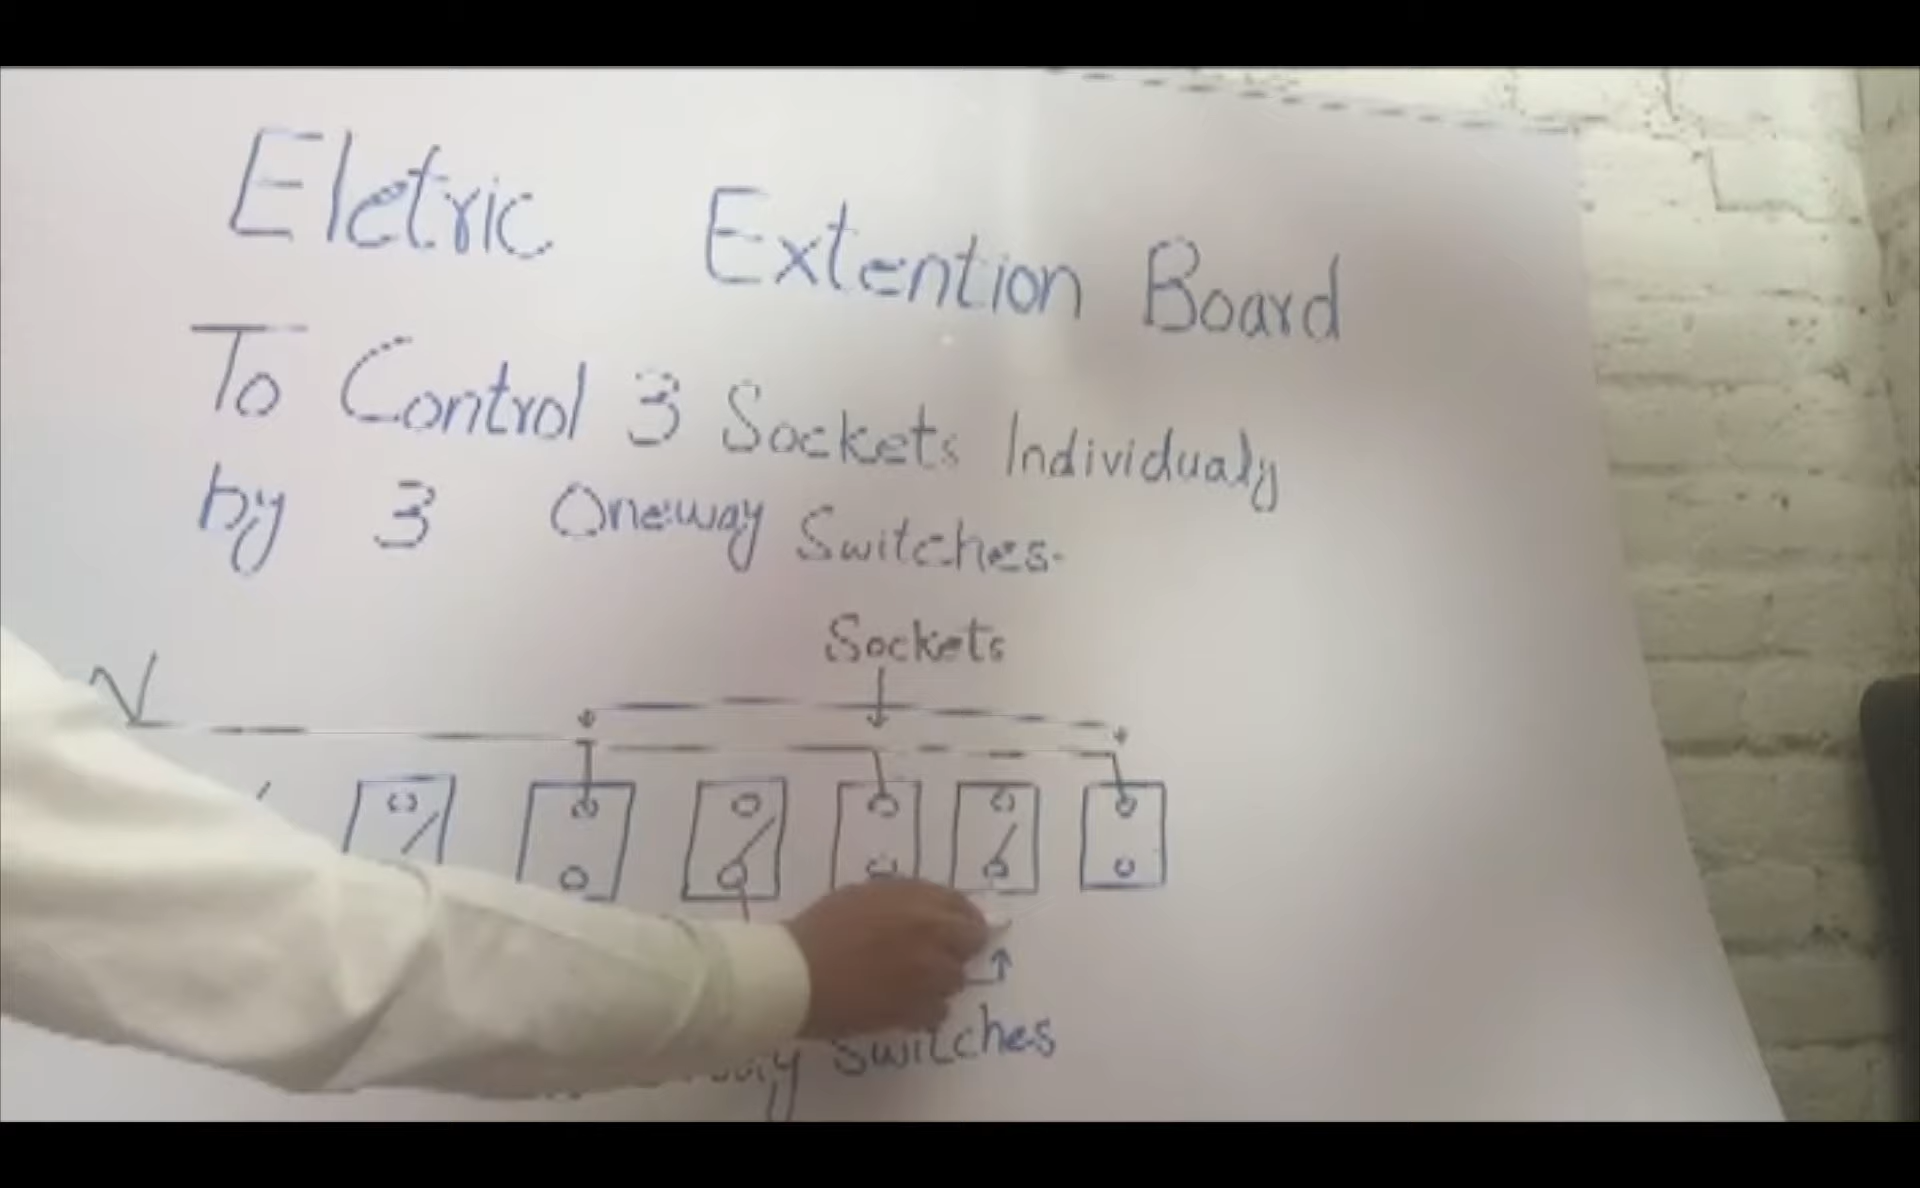 Eletric Extention Board
To Control 3 Sockets Individualy
by 3 Oneway Switches.
Sockets
N
Switches